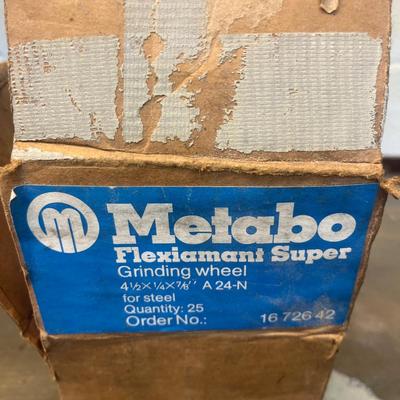 Metabo
Flexiamant Super
Grinding wheel
4½×¼×⅞" A 24-N
for steel
Quantity: 25
Order No.: 16 726 42